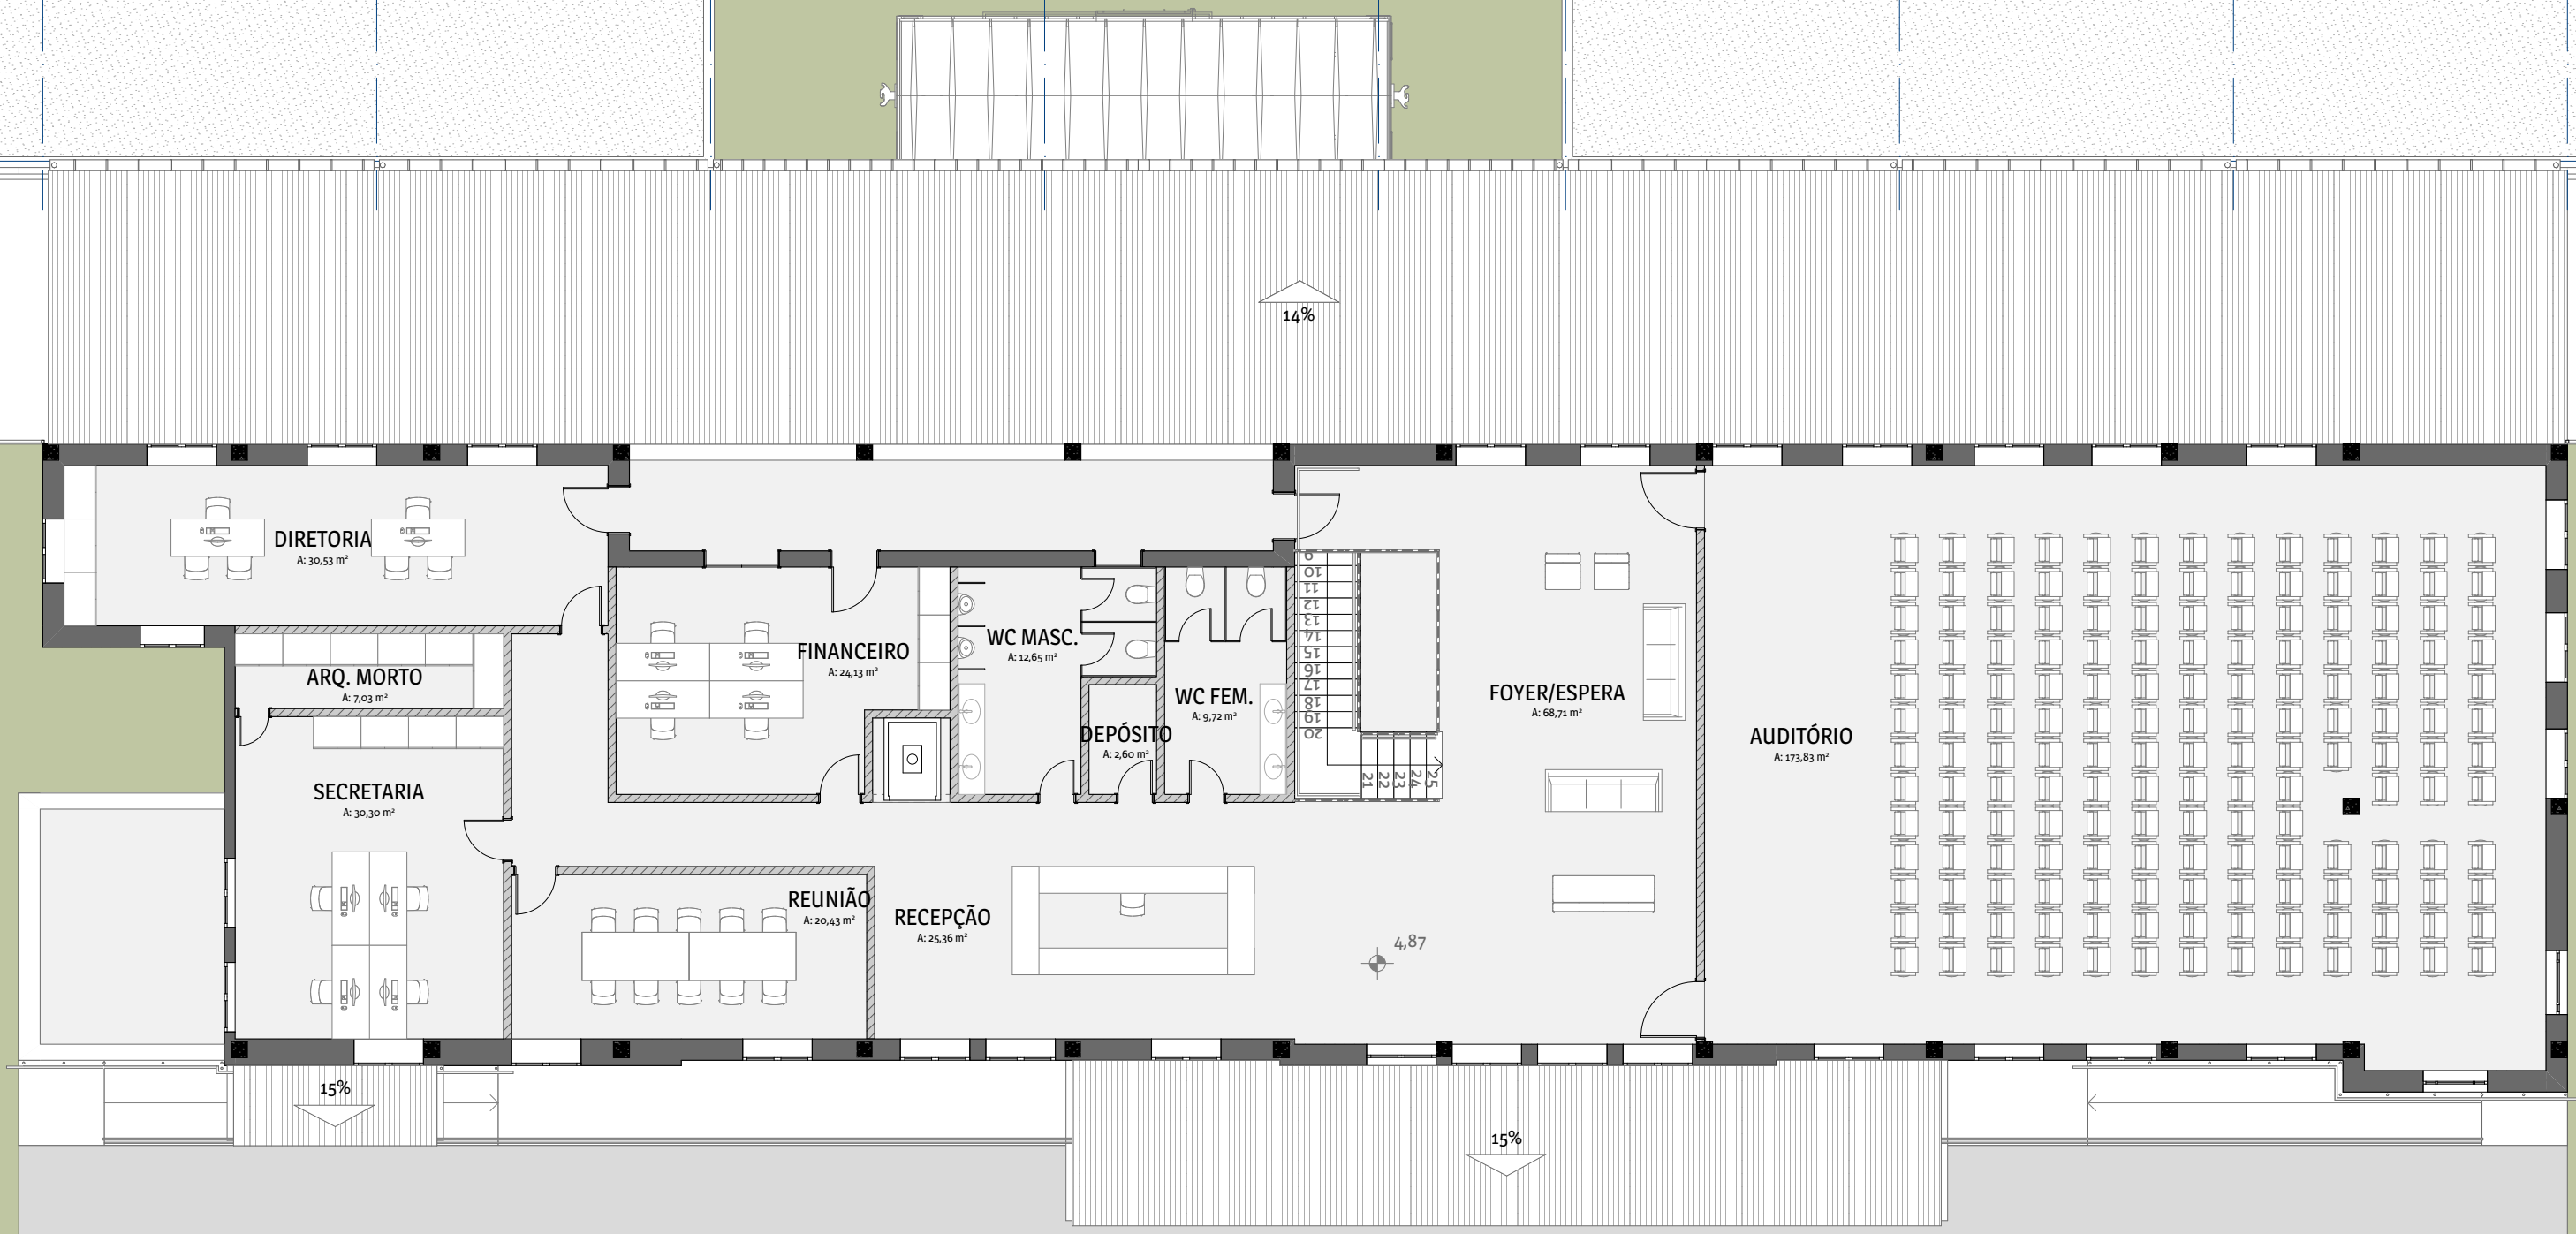 14%
DIRETORIA
A: 30,53 m²
ARQ. MORTO
A: 7,03 m²
SECRETARIA
A: 30,30 m²
FINANCEIRO
A: 24,13 m²
WC MASC.
A: 12,65 m²
DEPÓSITO
A: 2,60 m²
WC FEM.
A: 9,72 m²
9
10
11
12
13
14
15
16
17
18
19
20
21
22
23
24
25
FOYER/ESPERA
A: 68,71 m²
AUDITÓRIO
A: 173,83 m²
REUNIÃO
A: 20,43 m²
RECEPÇÃO
A: 25,36 m²
4,87
15%
15%